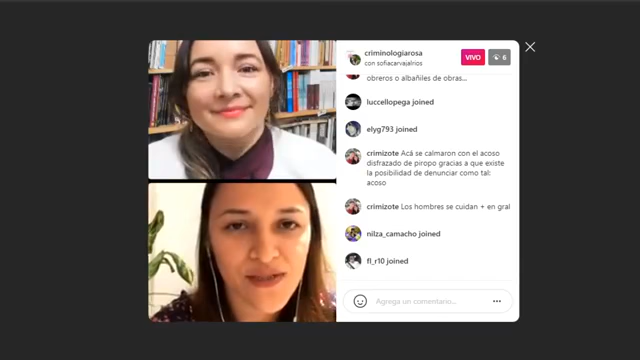 criminologiarosa
con sofiacarvajalrios
VIVO
6
obreros o albañiles de obras...
luccellopega joined
elyg793 joined
crimizote Acá se calmaron con el acoso
disfrazado de piropo gracias a que existe
la posibilidad de denunciar como tal:
acoso
crimizote Los hombres se cuidan + en gral
nilza_camacho joined
fl_r10 joined
Agrega un comentario...